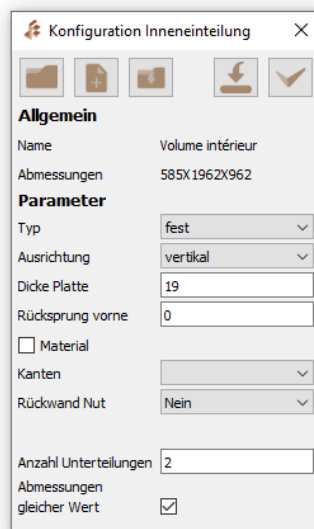 Konfiguration Inneneinteilung
Allgemein
Name Volume intérieur
Abmessungen 585X1962X962
Parameter
Typ fest
Ausrichtung vertikal
Dicke Platte 19
Rücksprung vorne 0
Material
Kanten
Rückwand Nut Nein
Anzahl Unterteilungen 2
Abmessungen
gleicher Wert